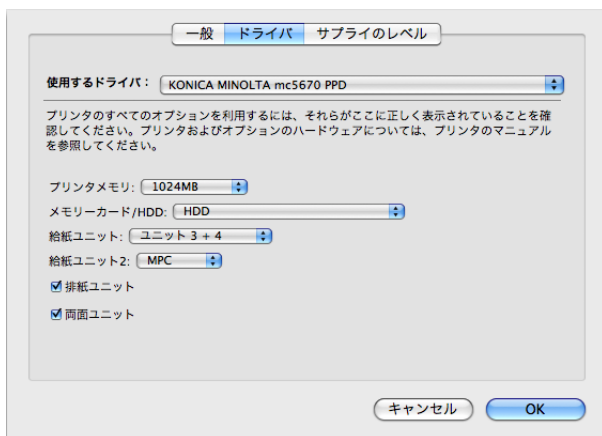 一般 ドライバ サプライのレベル
使用するドライバ： KONICA MINOLTA mc5670 PPD
プリンタのすべてのオプションを利用するには、それらがここに正しく表示されていることを確
認してください。プリンタおよびオプションのハードウェアについては、プリンタのマニュアル
を参照してください。
プリンタメモリ: 1024MB
メモリーカード/HDD: HDD
給紙ユニット: ユニット 3 + 4
給紙ユニット2: MPC
排紙ユニット
両面ユニット
キャンセル OK